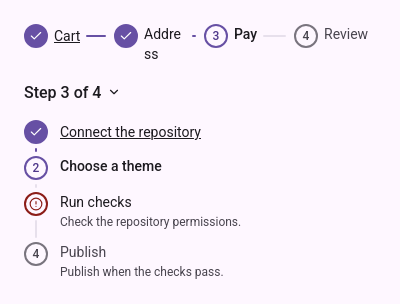 Cart
Addre
ss
3 Pay
4 Review
Step 3 of 4
Connect the repository
2 Choose a theme
Run checks
Check the repository permissions.
4 Publish
Publish when the checks pass.